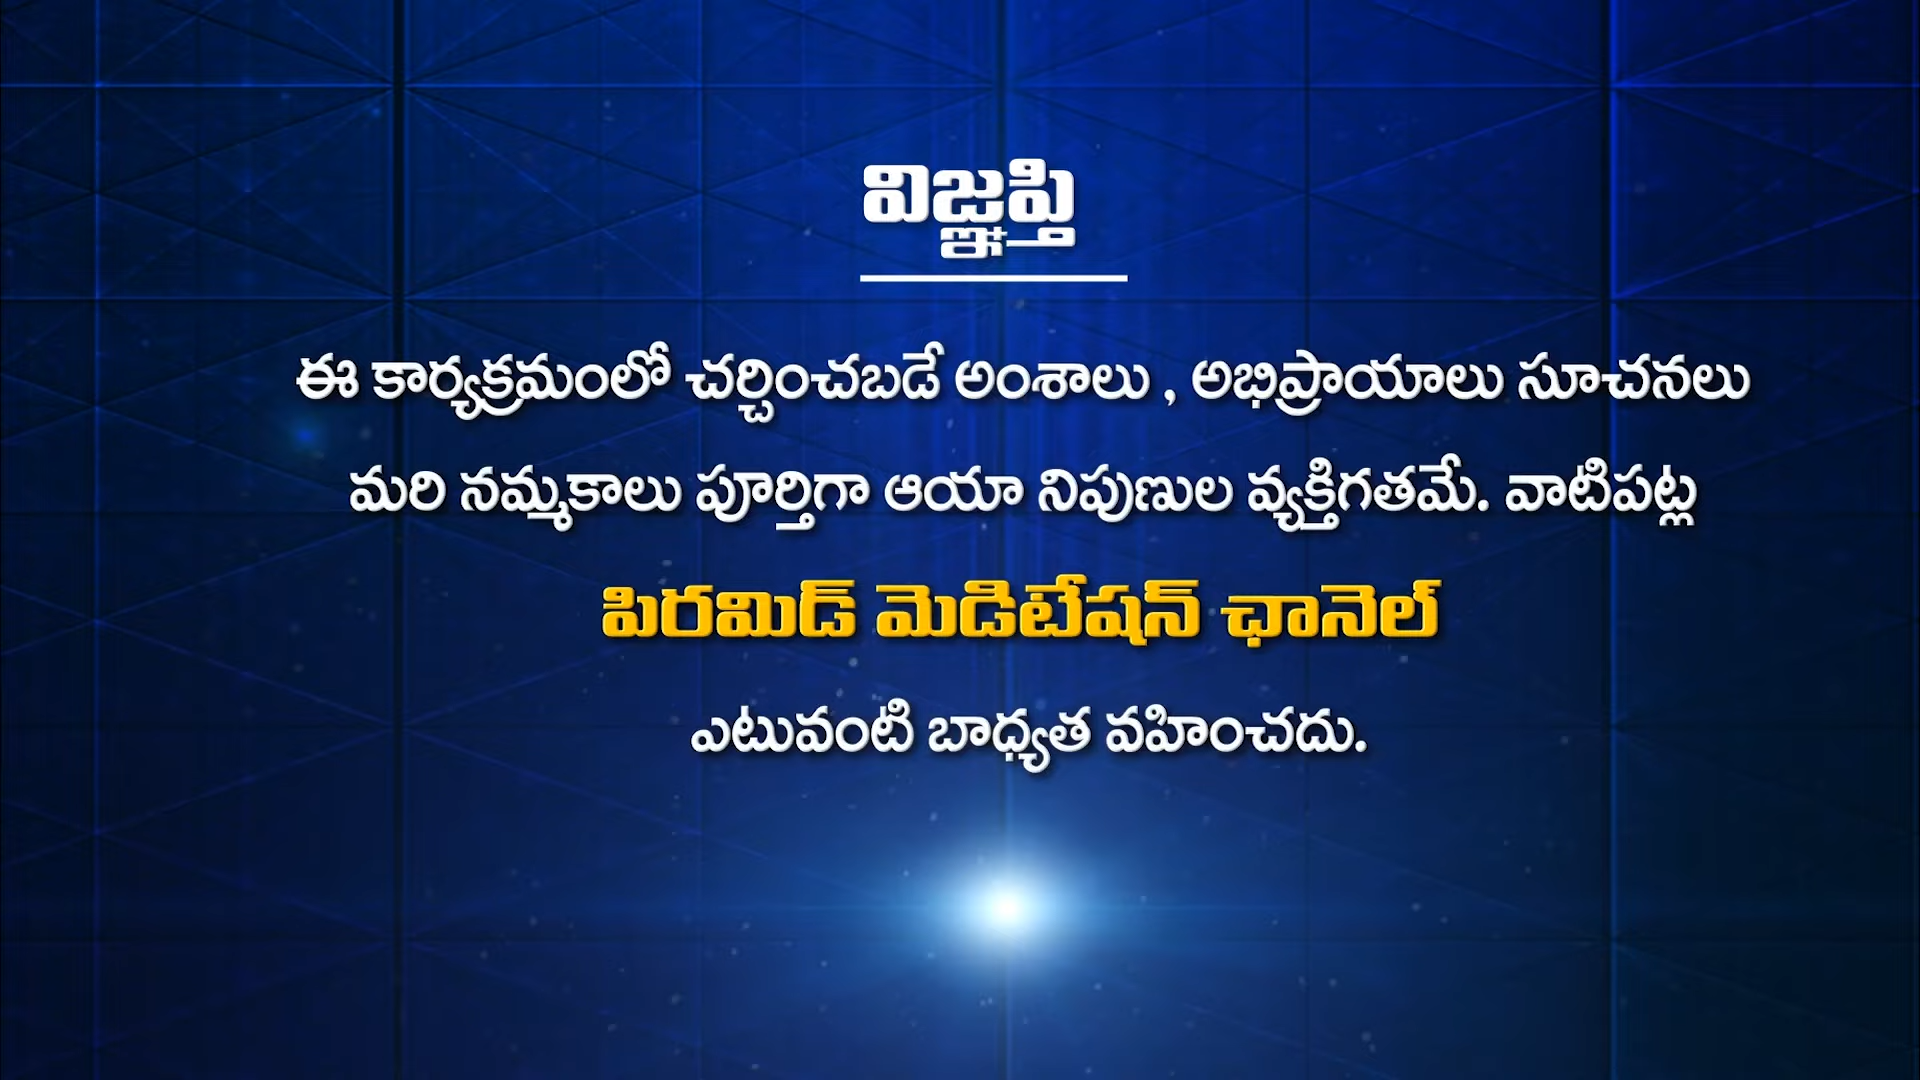 విజ్ఞప్తి
ఈ కార్యక్రమంలో చర్చించబడే అంశాలు , అభిప్రాయాలు సూచనలు
మరి నమ్మకాలు పూర్తిగా ఆయా నిపుణుల వ్యక్తిగతమే. వాటిపట్ల
పిరమిడ్ మెడిటేషన్ ఛానెల్
ఎటువంటి బాధ్యత వహించదు.